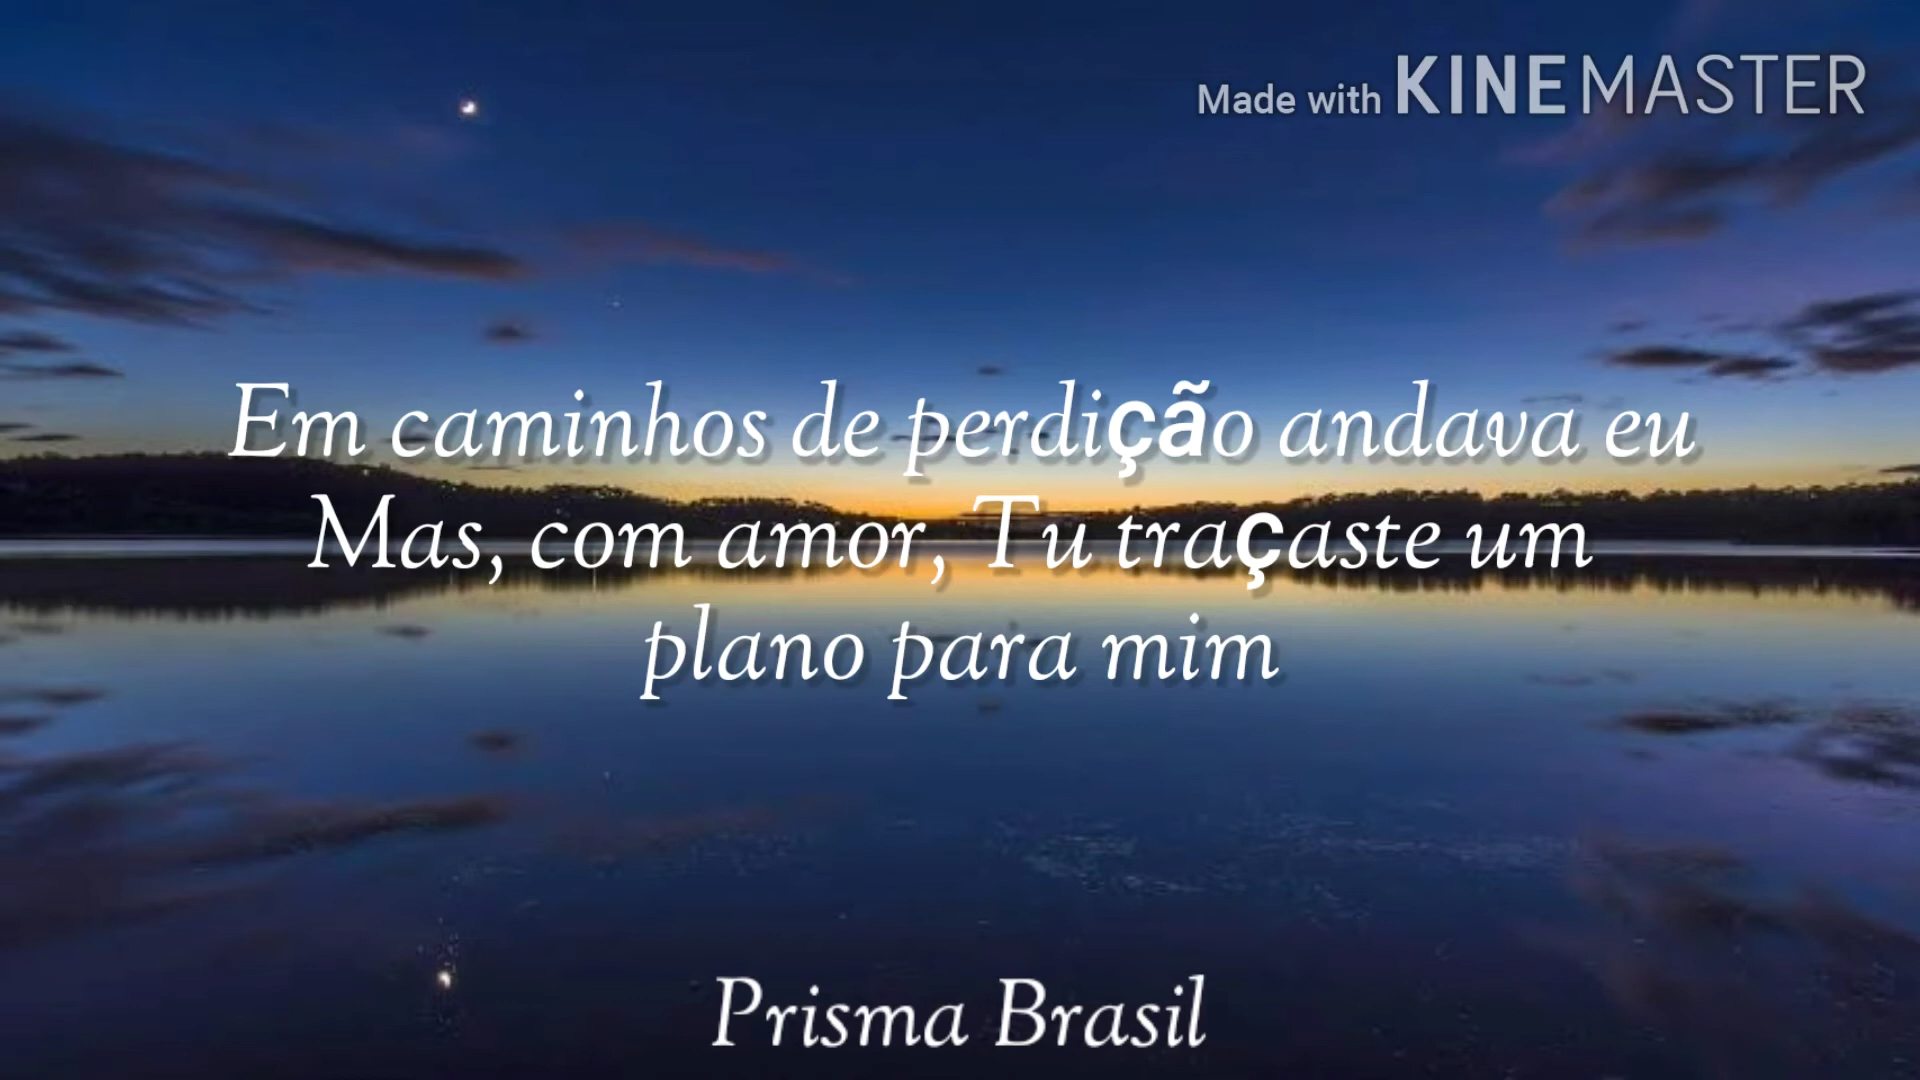 Made with KINEMASTER
Em caminhos de perdição andava eu
Mas, com amor, Tu traçaste um
plano para mim
Prisma Brasil